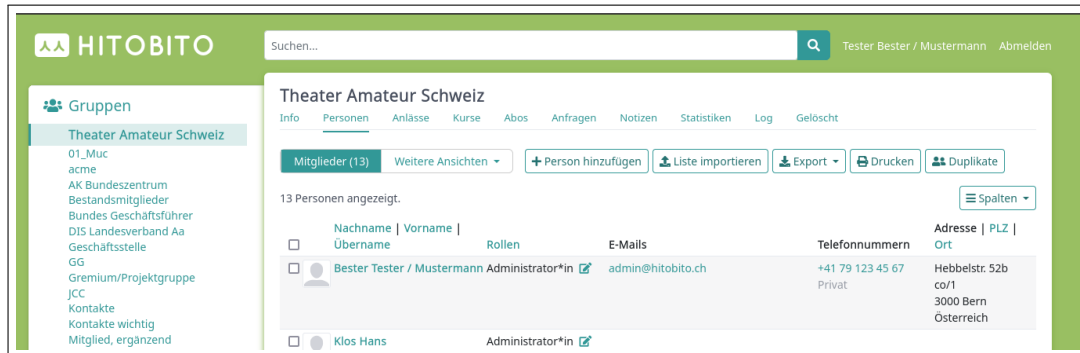 HITOBITO
Suchen...
Tester Bester / Mustermann Abmelden
Gruppen
Theater Amateur Schweiz
01_Muc
acme
AK Bundeszentrum
Bestandsmitglieder
Bundes Geschäftsführer
DIS Landesverband Aa
Geschäftsstelle
GG
Gremium/Projektgruppe
JCC
Kontakte
Kontakte wichtig
Mitglied, ergänzend
Theater Amateur Schweiz
Info Personen Anlässe Kurse Abos Anfragen Notizen Statistiken Log Gelöscht
Mitglieder (13) Weitere Ansichten Person hinzufügen Liste importieren Export Drucken Duplikate
13 Personen angezeigt.
Spalten
Nachname | Vorname | Übername Rollen E-Mails Telefonnummern Adresse | PLZ | Ort
Bester Tester / Mustermann Administrator*in admin@hitobito.ch +41 79 123 45 67 Hebbelstr. 52b
Privat co/1
3000 Bern
Österreich
Klos Hans Administrator*in